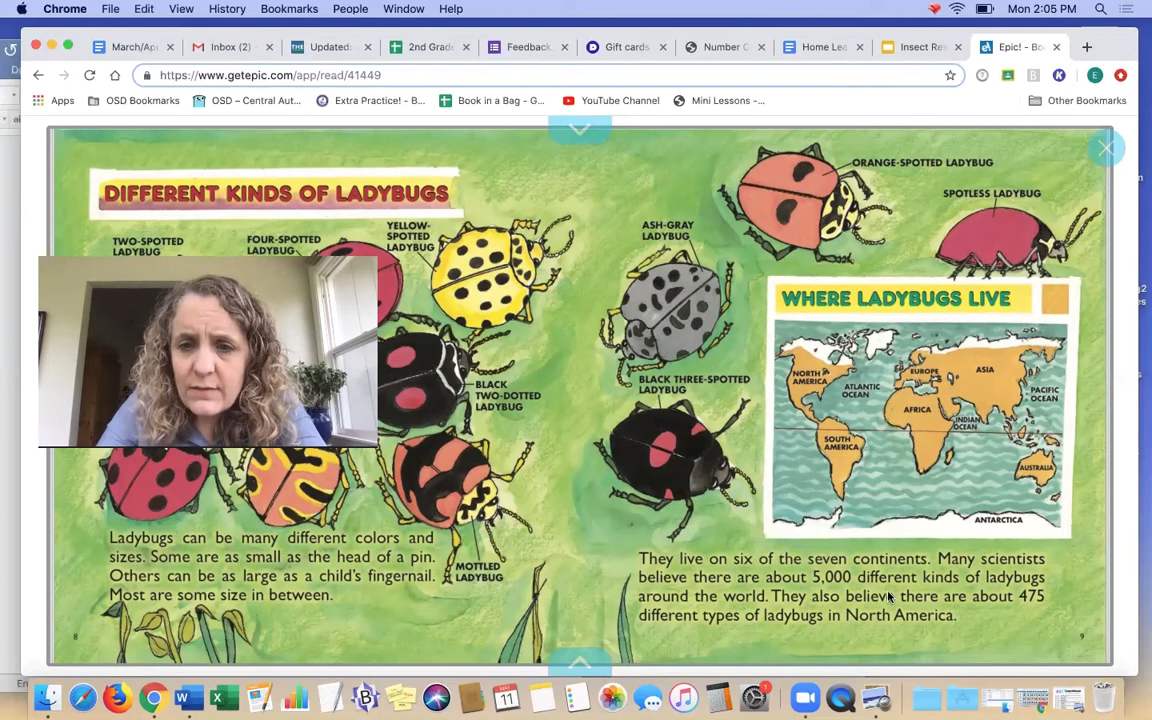 Chrome File Edit View History Bookmarks People Window Help Mon 2:05 PM
March/Ap
Inbox (2) -
Updated:
2nd Grade
Feedback
Gift cards
Number C
Home Lea
Insect Res
Epic! - Bo
https://www.getepic.com/app/read/41449
Apps OSD Bookmarks OSD – Central Aut... Extra Practice! - B... Book in a Bag - G... YouTube Channel Mini Lessons -... Other Bookmarks
DIFFERENT KINDS OF LADYBUGS
TWO-SPOTTED
LADYBUG
FOUR-SPOTTED
LADYBUG
YELLOW-
SPOTTED
LADYBUG
BLACK
TWO-DOTTED
LADYBUG
MOTTLED
LADYBUG
Ladybugs can be many different colors and
sizes. Some are as small as the head of a pin.
Others can be as large as a child's fingernail.
Most are some size in between.
8
ORANGE-SPOTTED LADYBUG
SPOTLESS LADYBUG
ASH-GRAY
LADYBUG
BLACK THREE-SPOTTED
LADYBUG
WHERE LADYBUGS LIVE
NORTH
AMERICA
ATLANTIC
OCEAN
EUROPE
ASIA
PACIFIC
OCEAN
AFRICA
INDIAN
OCEAN
SOUTH
AMERICA
AUSTRALIA
ANTARCTICA
They live on six of the seven continents. Many scientists
believe there are about 5,000 different kinds of ladybugs
around the world. They also believe there are about 475
different types of ladybugs in North America.
9